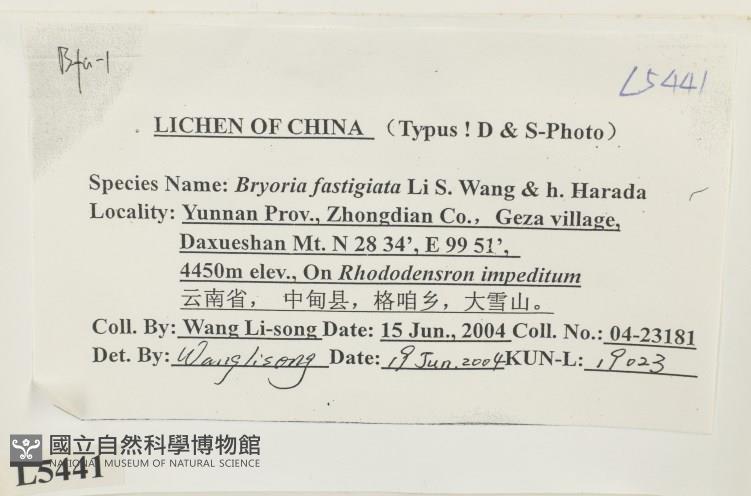 Bfa-1
L5441
LICHEN OF CHINA （Typus ! D & S-Photo）
Species Name: Bryoria fastigiata Li S. Wang & h. Harada
Locality: Yunnan Prov., Zhongdian Co.，Geza village,
Daxueshan Mt. N 28 34’, E 99 51’,
4450m elev., On Rhododensron impeditum
云南省， 中甸县，格咱乡，大雪山。
Coll. By: Wang Li-song Date: 15 Jun., 2004 Coll. No.: 04-23181
Det. By: Wang lisong Date: 19 Jun. 2004 KUN-L: 19023
國立自然科學博物館
NATIONAL MUSEUM OF NATURAL SCIENCE
L5441